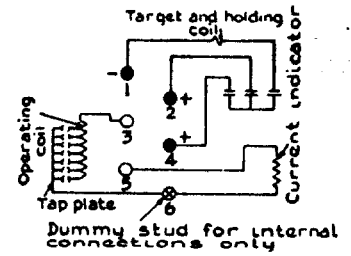 Target and holding
coil
Current indicator
-
1
+
2
3
+
4
5
6
Operating
coil
Tap plate
Dummy stud for internal
connections only